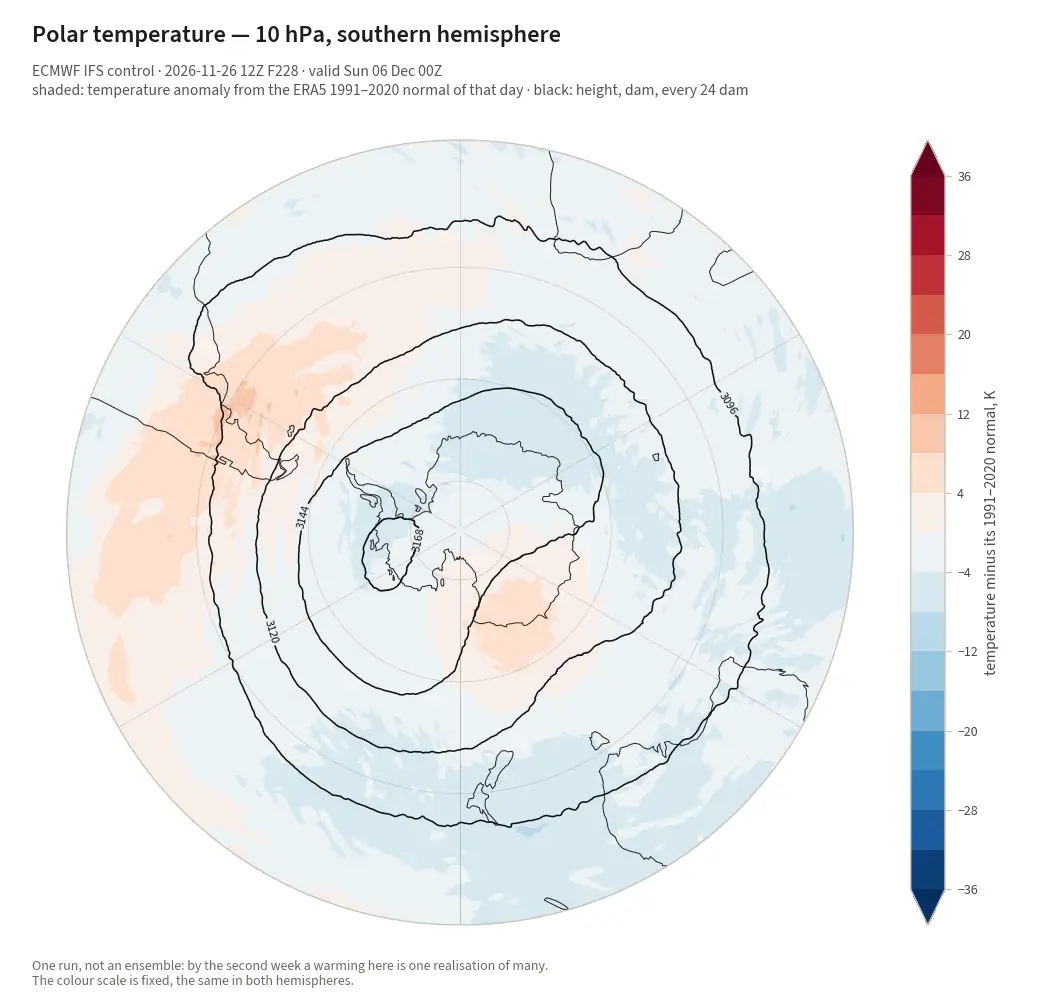 Polar temperature — 10 hPa, southern hemisphere
ECMWF IFS control · 2026-11-26 12Z F228 · valid Sun 06 Dec 00Z
shaded: temperature anomaly from the ERA5 1991–2020 normal of that day · black: height, dam, every 24 dam
3096
3144
3168
3120
36
28
20
12
4
−4
−12
−20
−28
−36
temperature minus its 1991–2020 normal, K
One run, not an ensemble: by the second week a warming here is one realisation of many.
The colour scale is fixed, the same in both hemispheres.